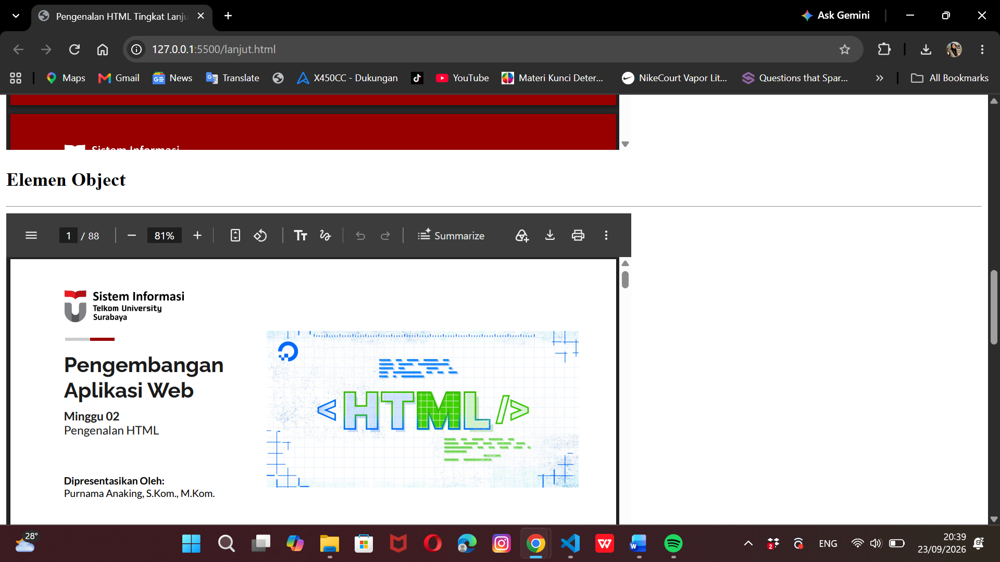 Pengenalan HTML Tingkat Lanju
Ask Gemini
127.0.0.1:5500/lanjut.html
Maps
Gmail
News
Translate
X450CC - Dukungan
YouTube
Materi Kunci Deter...
NikeCourt Vapor Lit...
Questions that Spar...
All Bookmarks
Sistem Informasi
Elemen Object
1 / 88
81%
Summarize
Sistem Informasi
Telkom University
Surabaya
Pengembangan
Aplikasi Web
Minggu 02
Pengenalan HTML
<HTML/>
Dipresentasikan Oleh:
Purnama Anaking, S.Kom., M.Kom.
28°
2
ENG
20:39
23/09/2026